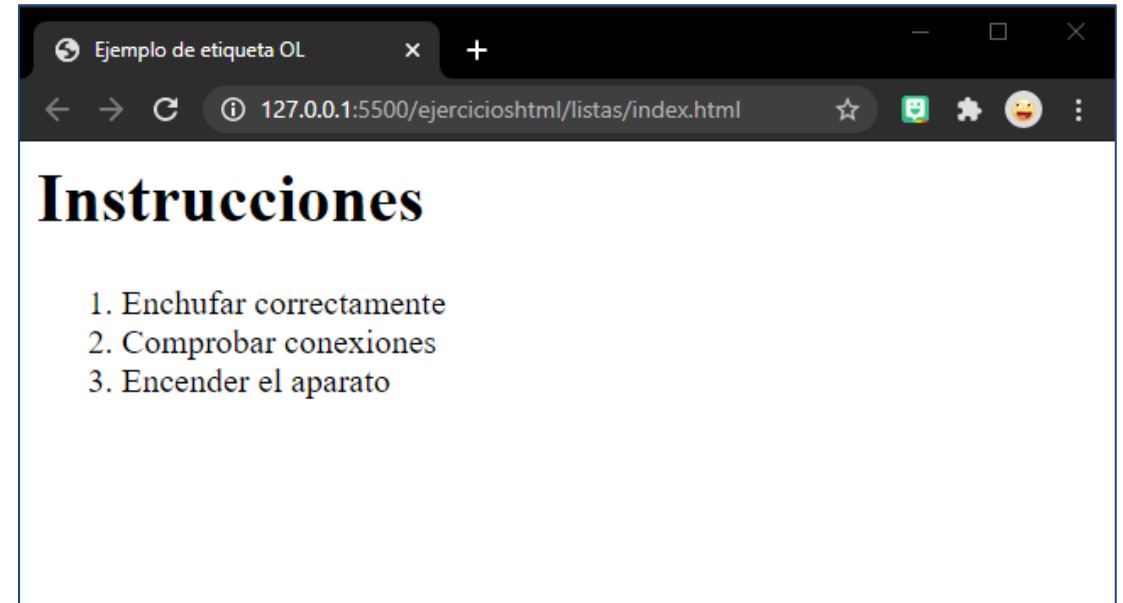 Ejemplo de etiqueta OL
127.0.0.1:5500/ejercicioshtml/listas/index.html
Instrucciones
1. Enchufar correctamente
2. Comprobar conexiones
3. Encender el aparato